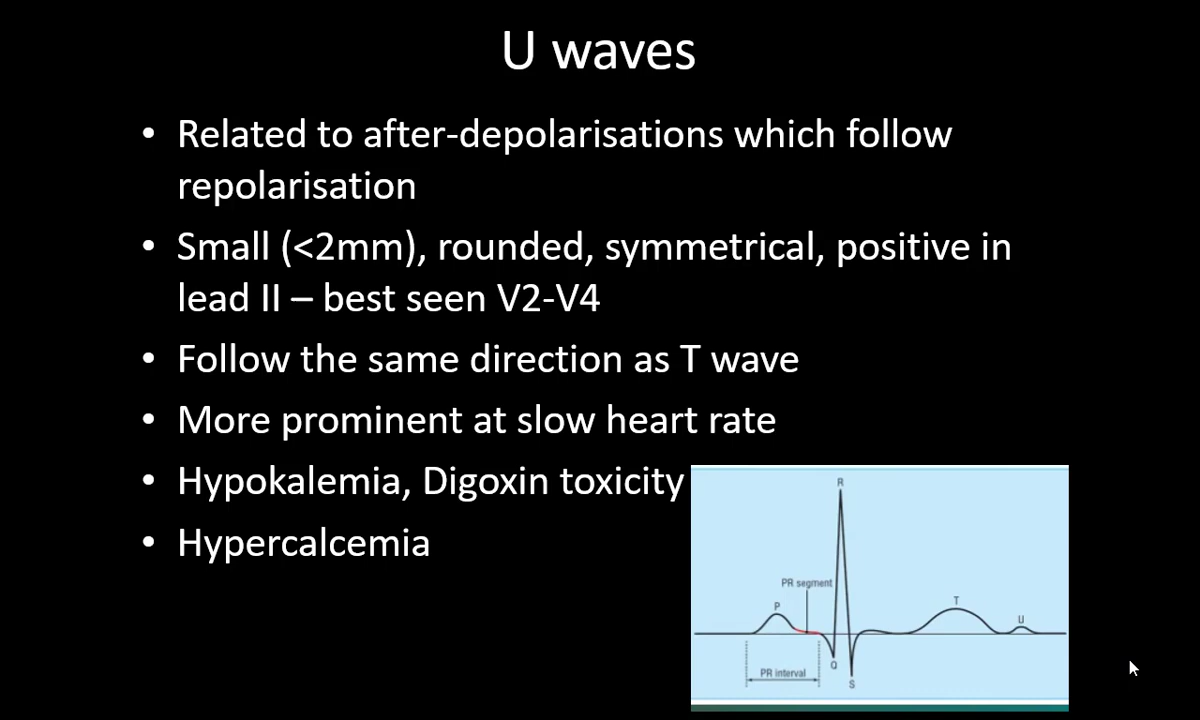 U waves
• Related to after-depolarisations which follow
repolarisation
• Small (<2mm), rounded, symmetrical, positive in
lead II – best seen V2-V4
• Follow the same direction as T wave
• More prominent at slow heart rate
• Hypokalemia, Digoxin toxicity
• Hypercalcemia
R
PR segment
P
T
U
Q
PR interval
S